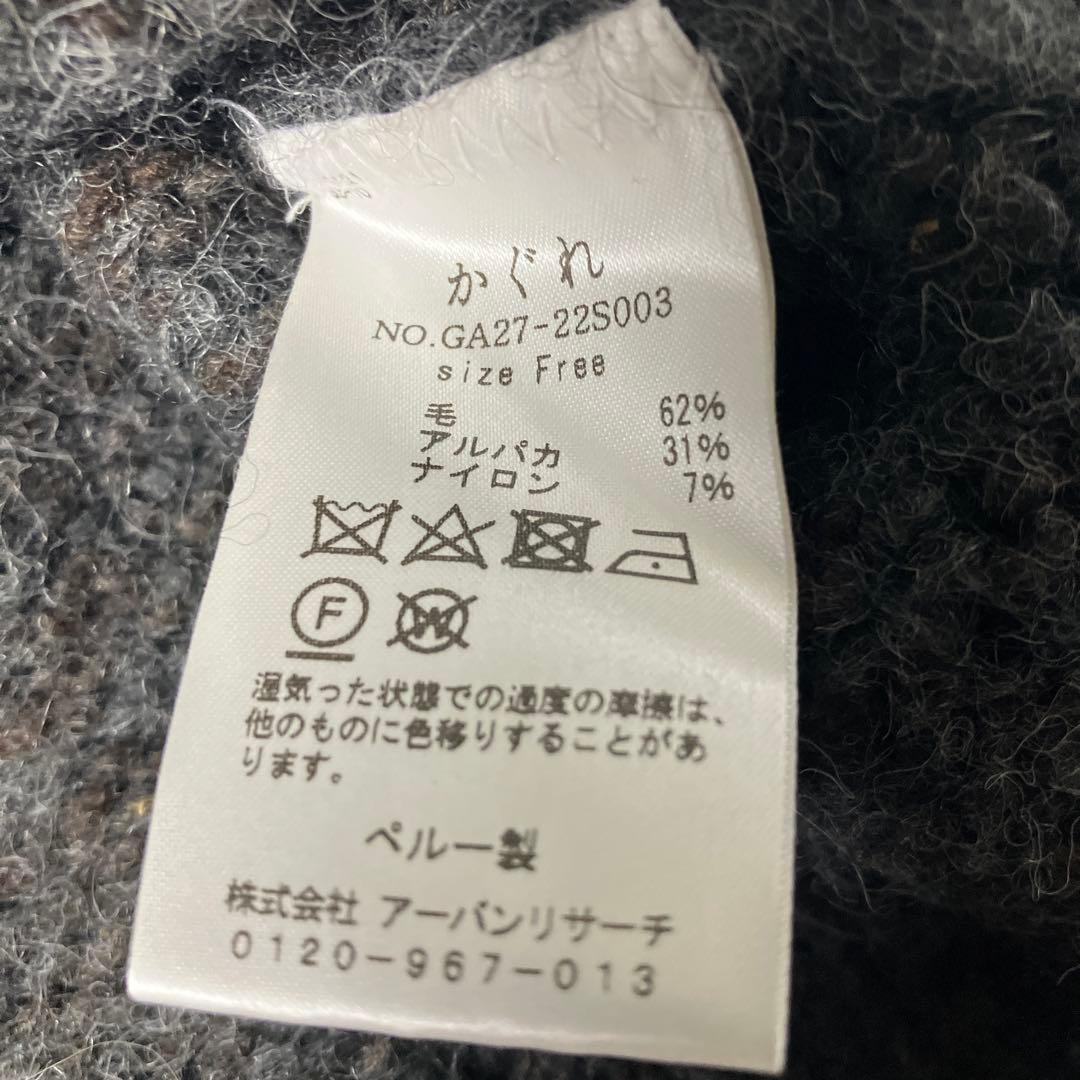 かぐれ
NO.GA27-22S003
size Free
毛 62%
アルパカ 31%
ナイロン 7%
F W
湿気った状態での過度の摩擦は、
他のものに色移りすることがあ
ります。
ペルー製
株式会社 アーバンリサーチ
0120-967-013